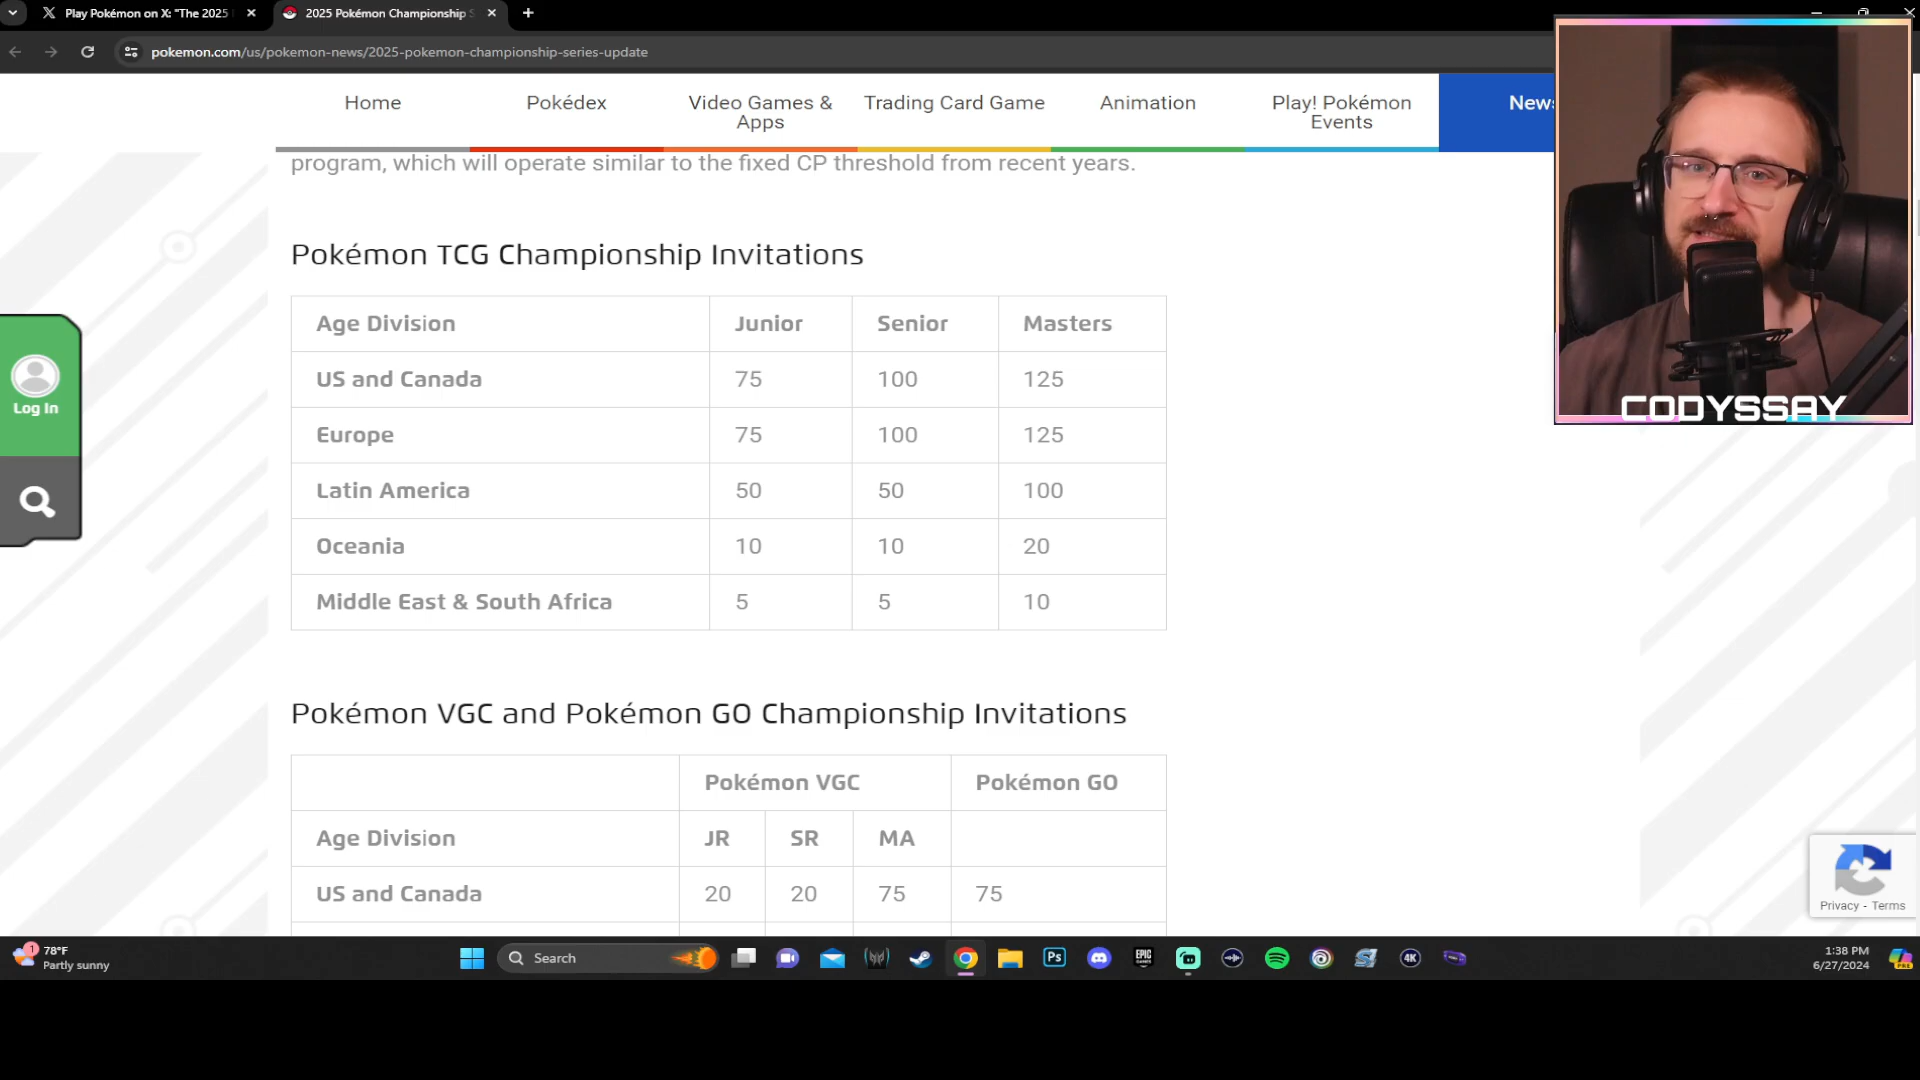 Play Pokémon on X: "The 2025
2025 Pokémon Championship S
pokemon.com/us/pokemon-news/2025-pokemon-championship-series-update
Home
Pokédex
Video Games & Apps
Trading Card Game
Animation
Play! Pokémon Events
News
program, which will operate similar to the fixed CP threshold from recent years.
Pokémon TCG Championship Invitations
Age Division Junior Senior Masters
US and Canada 75 100 125
Europe 75 100 125
Latin America 50 50 100
Oceania 10 10 20
Middle East & South Africa 5 5 10
Pokémon VGC and Pokémon GO Championship Invitations
Pokémon VGC Pokémon GO
Age Division JR SR MA
US and Canada 20 20 75 75
Log In
CODYSSAY
Privacy - Terms
1
78°F
Partly sunny
Search
Ps
EPIC GAMES
4K
1:38 PM
6/27/2024
PRE